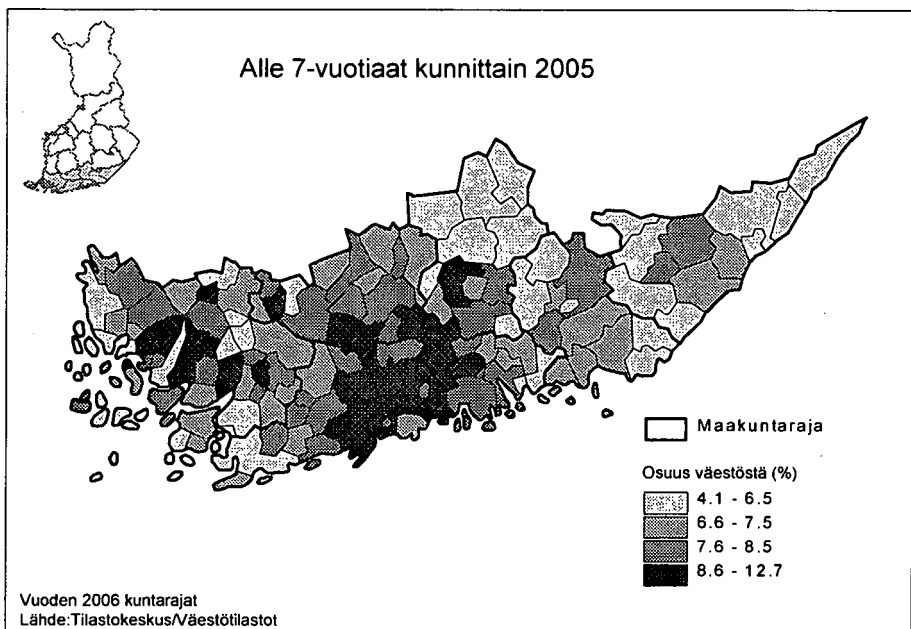 Alle 7-vuotiaat kunnittain 2005
Maakuntaraja
Osuus väestöstä (%)
4.1 - 6.5
6.6 - 7.5
7.6 - 8.5
8.6 - 12.7
Vuoden 2006 kuntarajat
Lähde:Tilastokeskus/Väestötilastot